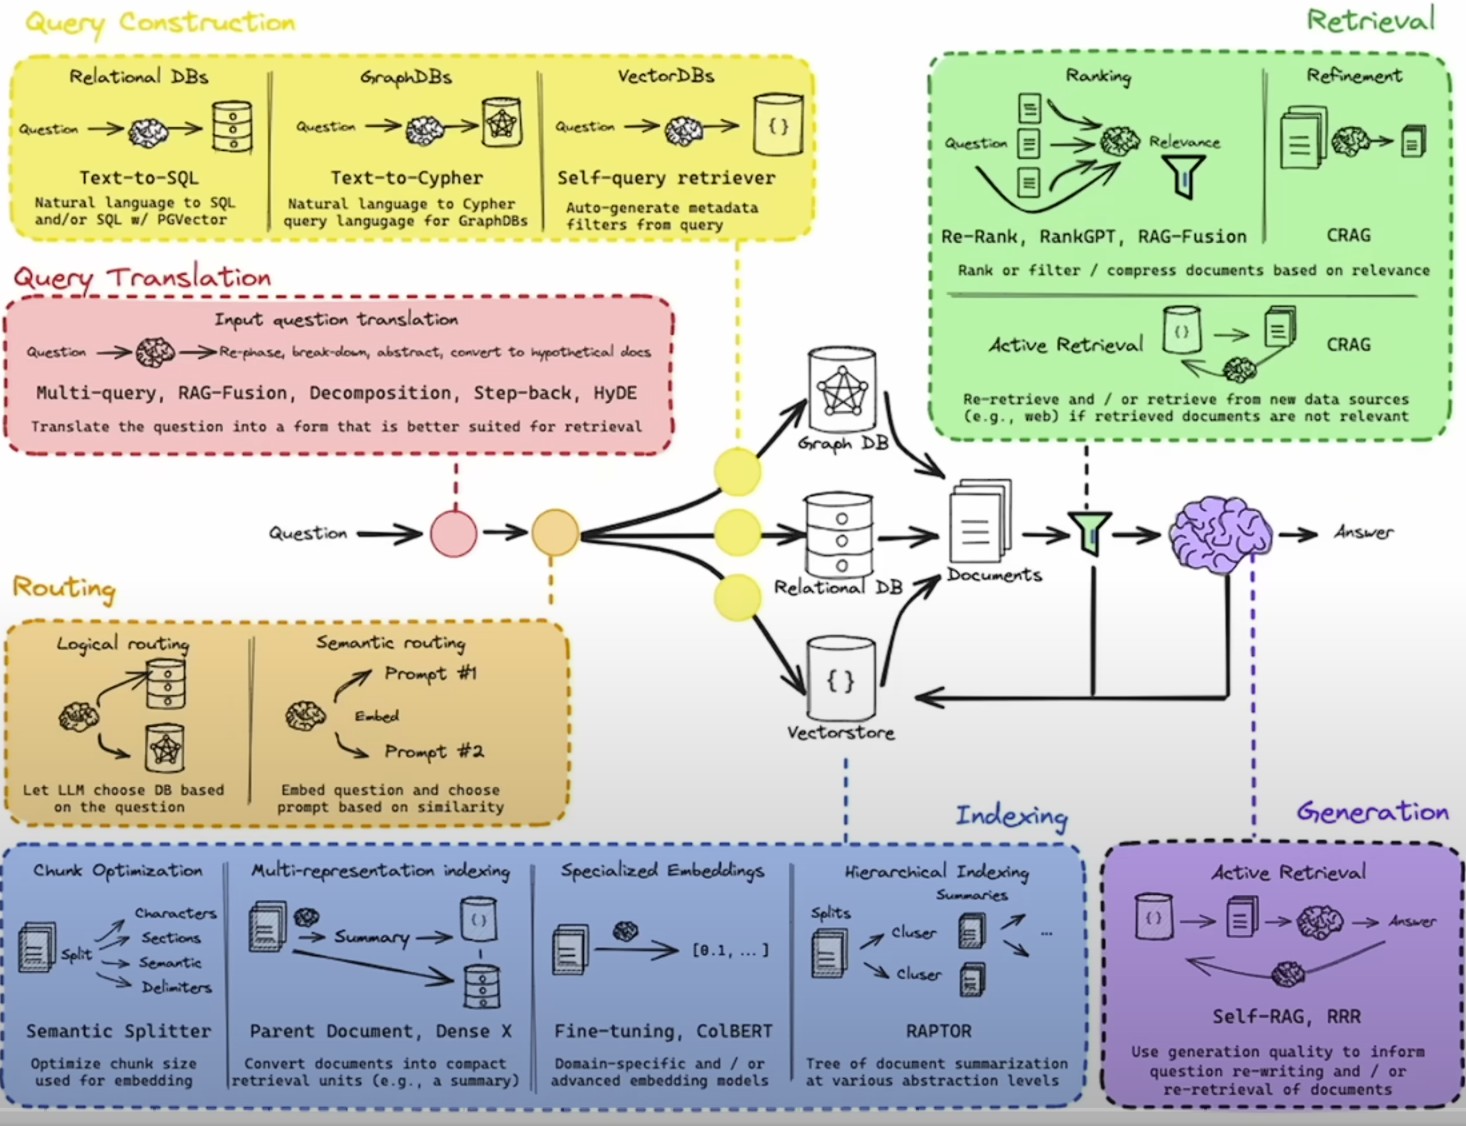 Query Construction
Relational DBs
Question
Text-to-SQL
Natural language to SQL
and/or SQL w/ PGVector
GraphDBs
Question
Text-to-Cypher
Natural language to Cypher
query langugage for GraphDBs
VectorDBs
Question
{ }
Self-query retriever
Auto-generate metadata
filters from query
Retrieval
Ranking
Question
Relevance
Re-Rank, RankGPT, RAG-Fusion
Refinement
CRAG
Rank or filter / compress documents based on relevance
Active Retrieval
{ }
CRAG
Re-retrieve and / or retrieve from new data sources
(e.g., web) if retrieved documents are not relevant
Query Translation
Input question translation
Question
Re-phase, break-down, abstract, convert to hypothetical docs
Multi-query, RAG-Fusion, Decomposition, Step-back, HyDE
Translate the question into a form that is better suited for retrieval
Question
Graph DB
Relational DB
{ }
Vectorstore
Documents
Answer
Routing
Logical routing
Let LLM choose DB based
on the question
Semantic routing
Prompt #1
Embed
Prompt #2
Embed question and choose
prompt based on similarity
Indexing
Chunk Optimization
Split
Characters
Sections
Semantic
Delimiters
Semantic Splitter
Optimize chunk size
used for embedding
Multi-representation indexing
Summary
{ }
Parent Document, Dense X
Convert documents into compact
retrieval units (e.g., a summary)
Specialized Embeddings
[0.1, ...]
Fine-tuning, ColBERT
Domain-specific and / or
advanced embedding models
Hierarchical Indexing
Summaries
Splits
Cluser
...
Cluser
RAPTOR
Tree of document summarization
at various abstraction levels
Generation
Active Retrieval
{ }
Answer
Self-RAG, RRR
Use generation quality to inform
question re-writing and / or
re-retrieval of documents